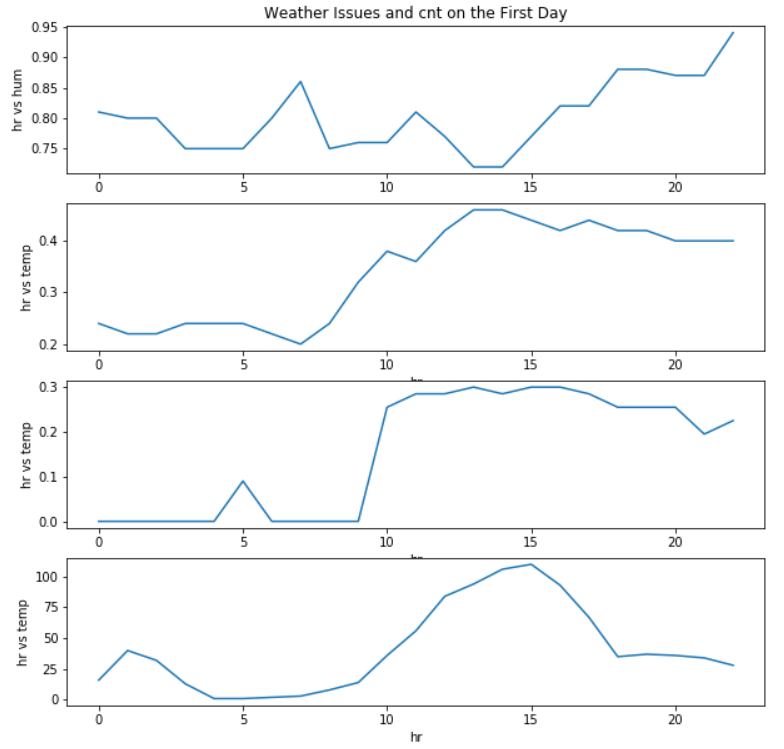 Weather Issues and cnt on the First Day
hr vs hum
0.95
0.90
0.85
0.80
0.75
0 5 10 15 20
hr vs temp
0.4
0.3
0.2
0 5 10 15 20
hr
hr vs temp
0.3
0.2
0.1
0.0
0 5 10 15 20
hr
hr vs temp
100
75
50
25
0
0 5 10 15 20
hr